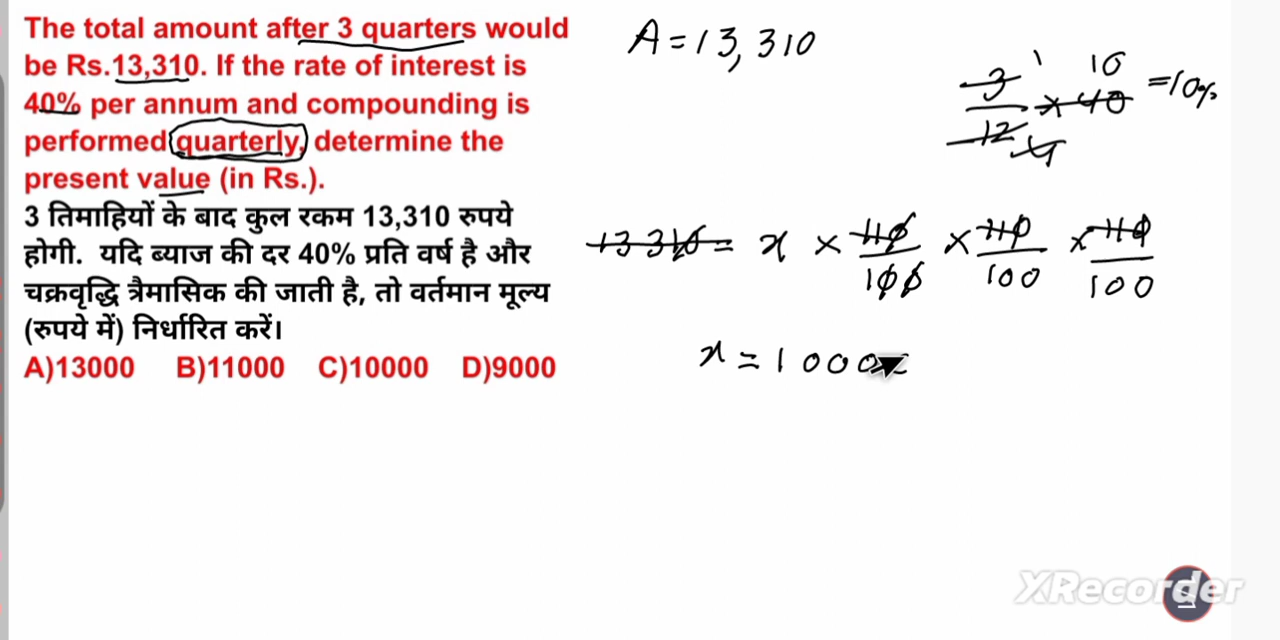 The total amount after 3 quarters would
be Rs.13,310. If the rate of interest is
40% per annum and compounding is
performed quarterly, determine the
present value (in Rs.).
3 तिमाहियों के बाद कुल रकम 13,310 रुपये
होगी. यदि ब्याज की दर 40% प्रति वर्ष है और
चक्रवृद्धि त्रैमासिक की जाती है, तो वर्तमान मूल्य
(रुपये में) निर्धारित करें।
A)13000 B)11000 C)10000 D)9000
A = 13,310
1 10
3/12 × 40 = 10%
4
13310 = x × 110/100 × 110/100 × 110/100
x = 1000
XRecorder